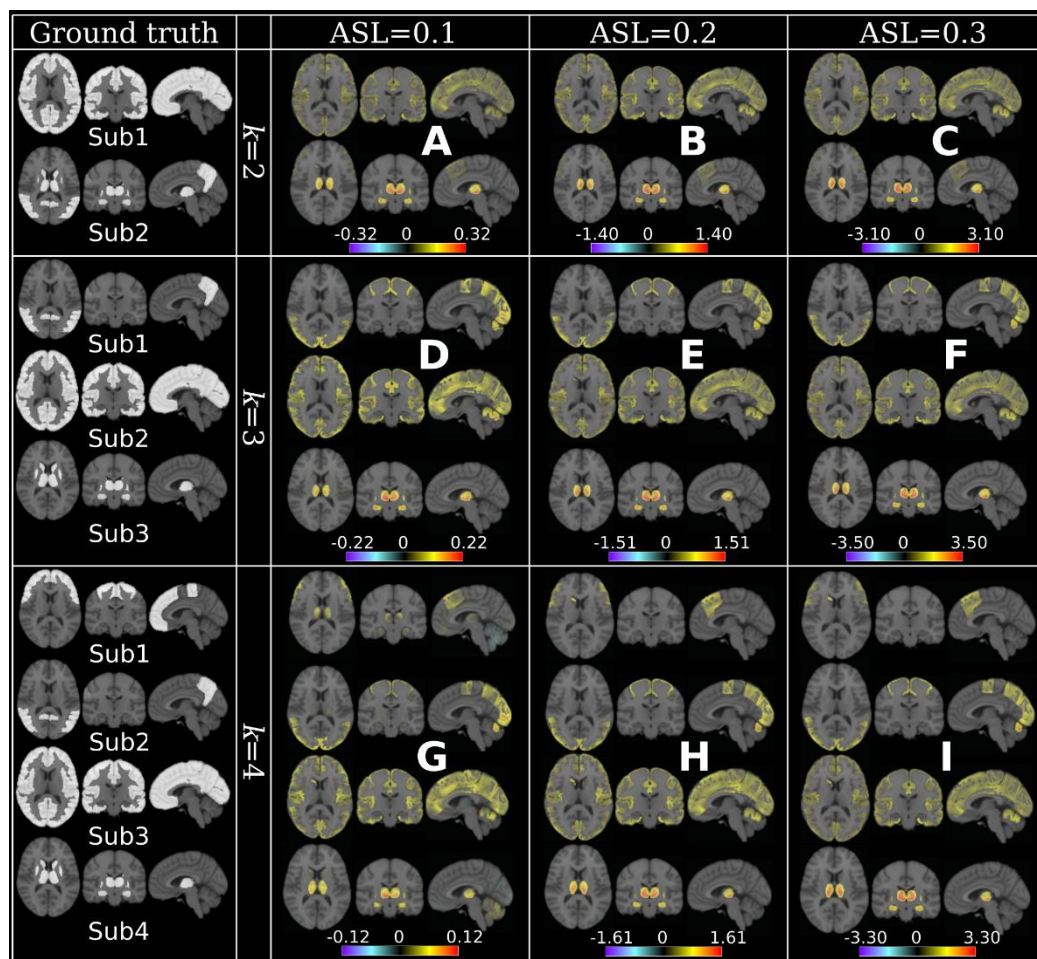 Ground truth ASL=0.1 ASL=0.2 ASL=0.3
Sub1
k=2
A B C
Sub2
-0.32 0 0.32 -1.40 0 1.40 -3.10 0 3.10
Sub1
D E F
k=3
Sub2
Sub3
-0.22 0 0.22 -1.51 0 1.51 -3.50 0 3.50
Sub1
Sub2
k=4
G H I
Sub3
Sub4
-0.12 0 0.12 -1.61 0 1.61 -3.30 0 3.30